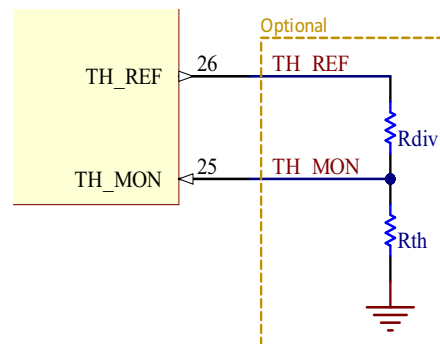 Optional
TH_REF
26
TH_REF
Rdiv
TH_MON
25
TH_MON
Rth